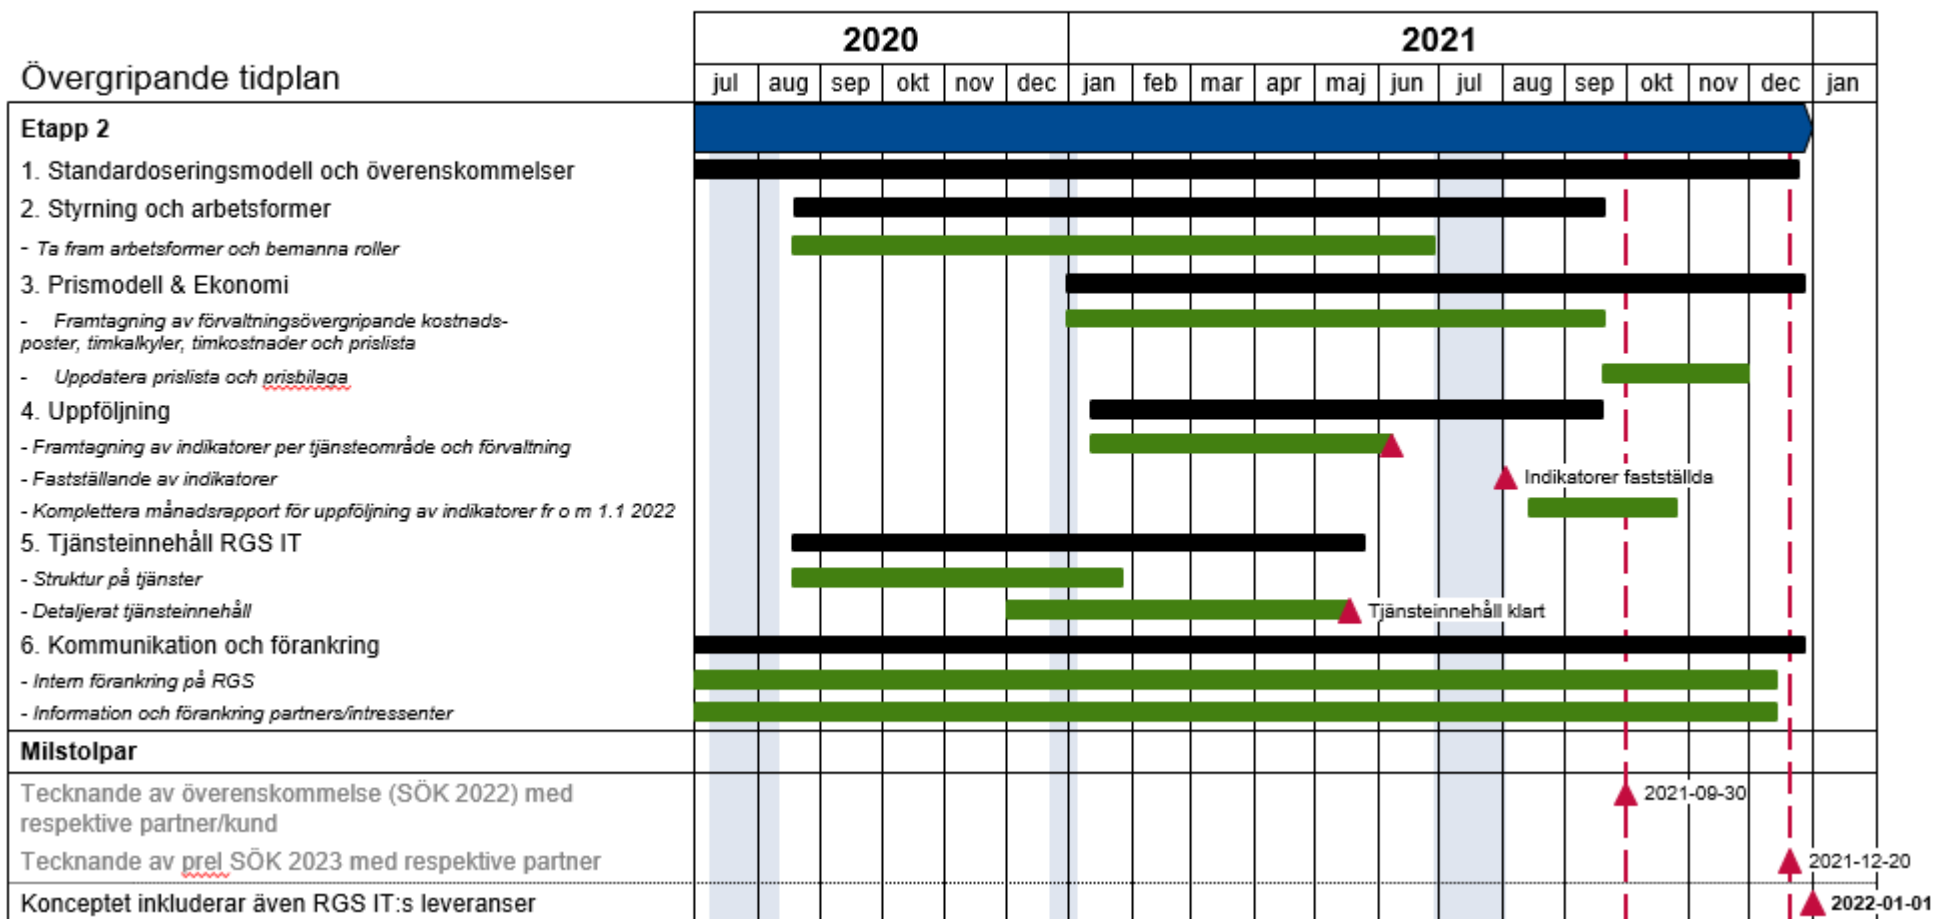 2020 2021
Övergripande tidplan
jul aug sep okt nov dec jan feb mar apr maj jun jul aug sep okt nov dec jan
Etapp 2
1. Standardoseringsmodell och överenskommelser
2. Styrning och arbetsformer
- Ta fram arbetsformer och bemanna roller
3. Prismodell & Ekonomi
- Framtagning av förvaltningsövergripande kostnads-
poster, timkalkyler, timkostnader och prislista
- Uppdatera prislista och prisbilaga
4. Uppföljning
- Framtagning av indikatorer per tjänsteområde och förvaltning
- Fastställande av indikatorer Indikatorer fastställda
- Komplettera månadsrapport för uppföljning av indikatorer fr o m 1.1 2022
5. Tjänsteinnehåll RGS IT
- Struktur på tjänster
- Detaljerat tjänsteinnehåll Tjänsteinnehåll klart
6. Kommunikation och förankring
- Intern förankring på RGS
- Information och förankring partners/intressenter
Milstolpar
Tecknande av överenskommelse (SÖK 2022) med 2021-09-30
respektive partner/kund
Tecknande av prel SÖK 2023 med respektive partner 2021-12-20
Konceptet inkluderar även RGS IT:s leveranser 2022-01-01